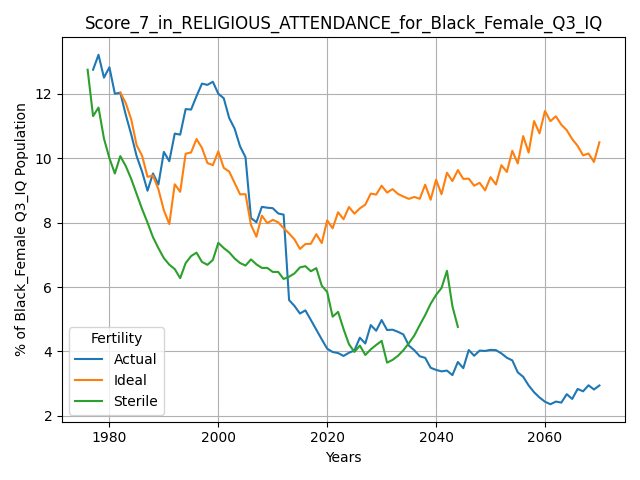 Score_7_in_RELIGIOUS_ATTENDANCE_for_Black_Female_Q3_IQ
% of Black_Female Q3_IQ Population
12
10
8
6
4
2
Fertility
Actual
Ideal
Sterile
1980
2000
2020
2040
2060
Years